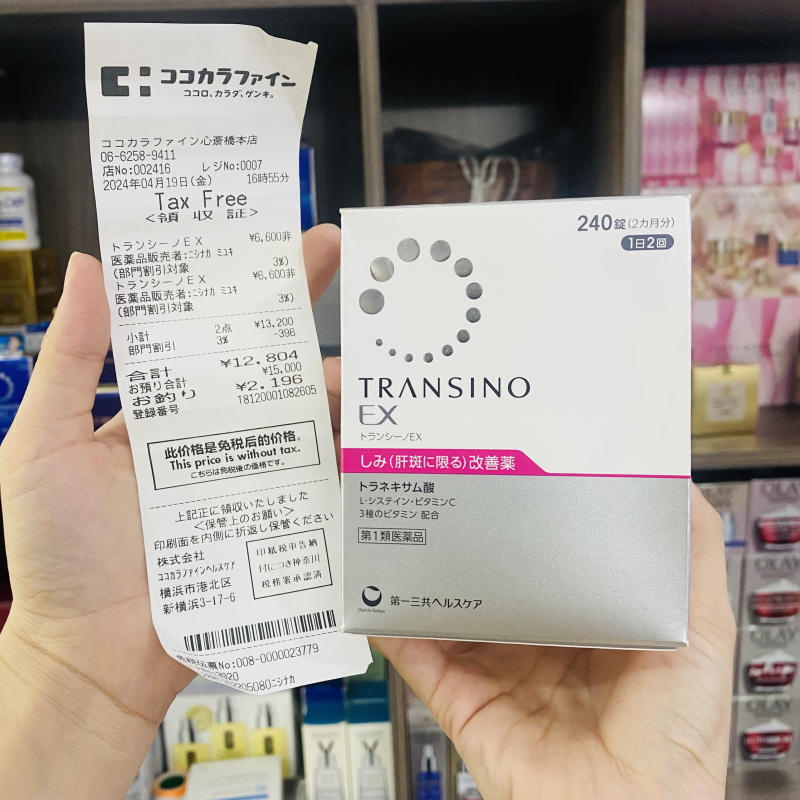 ココカラファイン
ココロ、カラダ、ゲンキ。
ココカラファイン心斎橋本店
06-6258-9411
店No:002416 レジNo:0007
2024年04月19日(金) 16時55分
Tax Free
<領 収 証>
トランシーノEX ¥6,600非
医薬品販売者:ニシナカ ミユキ
(部門割引対象 3%)
トランシーノEX ¥6,600非
医薬品販売者:ニシナカ ミユキ
(部門割引対象 3%)
小計 2点 ¥13,200
部門割引 3% -396
合計 ¥12,804
お預り合計 ¥15,000
お釣り ¥2,196
登録番号 T8120001082605
此价格是免税后的价格。
This price is without tax.
こちらは免税後の価格です。
上記正に領収いたしました
<保管上のお願い>
印刷面を内側に折返し保管ください
株式会社
ココカラファインヘルスケア
横浜市港北区
新横浜3-17-6
印紙税申告納
付につき神奈川
税務署承認済
No:008-0000023779
240錠(2カ月分)
1日2回
TRANSINO
EX
トランシーノEX
しみ(肝斑に限る)改善薬
トラネキサム酸
L-システイン・ビタミンC
3種のビタミン 配合
第1類医薬品
Daiichi-Sankyo
第一三共ヘルスケア
OLAY
OLAY
OLAY
OLAY